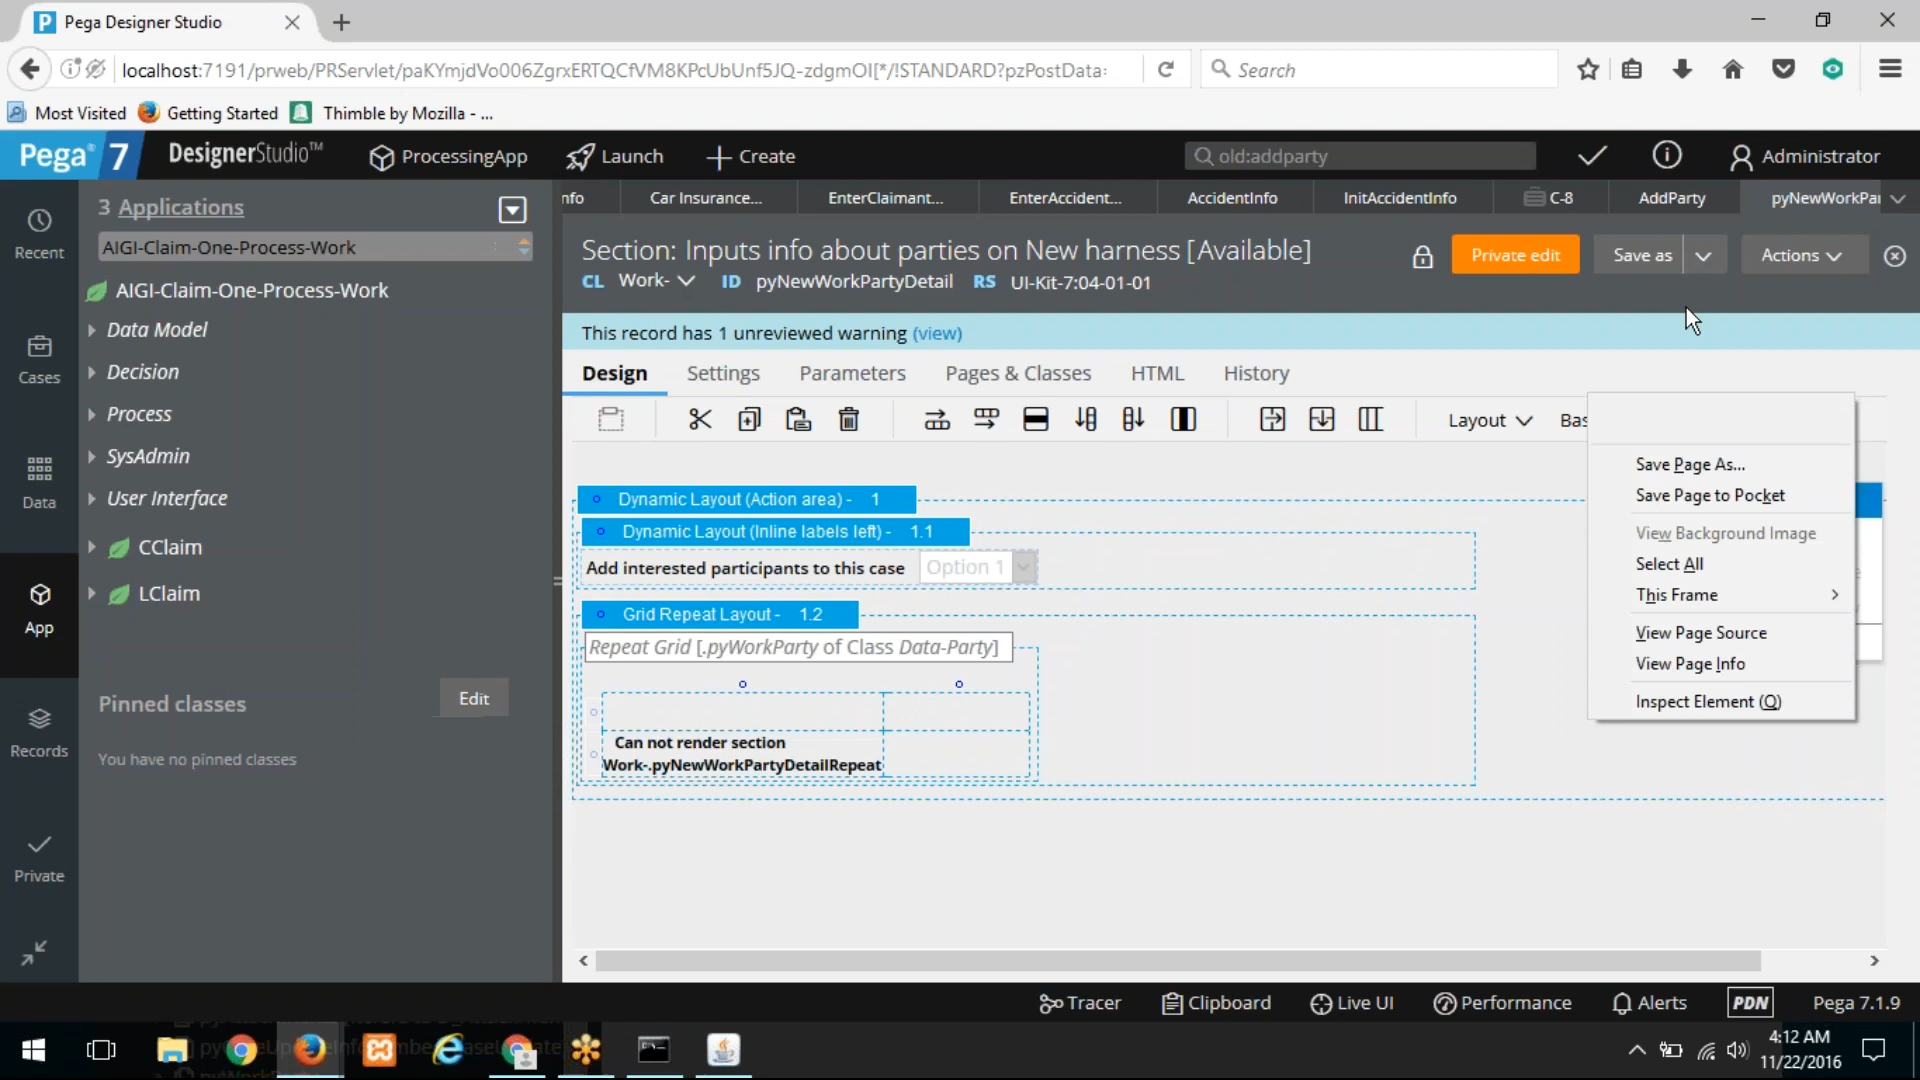 Pega Designer Studio
localhost:7191/prweb/PRServlet/paKYmjdVo006ZgrxERTQCfVM8KPcUbUnf5JQ-zdgmOI[*/!STANDARD?pzPostData:
Search
Most Visited
Getting Started
Thimble by Mozilla - ...
Pega 7
DesignerStudio™
ProcessingApp
Launch
Create
old:addparty
Administrator
Recent
Cases
Data
App
Records
Private
3 Applications
AIGI-Claim-One-Process-Work
AIGI-Claim-One-Process-Work
Data Model
Decision
Process
SysAdmin
User Interface
CClaim
LClaim
Pinned classes
Edit
You have no pinned classes
nfo
Car Insurance...
EnterClaimant...
EnterAccident...
AccidentInfo
InitAccidentInfo
C-8
AddParty
pyNewWorkPar
Section: Inputs info about parties on New harness [Available]
CL Work- ID pyNewWorkPartyDetail RS UI-Kit-7:04-01-01
Private edit
Save as
Actions
This record has 1 unreviewed warning (view)
Design
Settings
Parameters
Pages & Classes
HTML
History
Layout
Bas
Dynamic Layout (Action area) - 1
Dynamic Layout (Inline labels left) - 1.1
Add interested participants to this case
Option 1
Grid Repeat Layout - 1.2
Repeat Grid [.pyWorkParty of Class Data-Party]
Can not render section
Work-.pyNewWorkPartyDetailRepeat
Save Page As...
Save Page to Pocket
View Background Image
Select All
This Frame
View Page Source
View Page Info
Inspect Element (Q)
Tracer
Clipboard
Live UI
Performance
Alerts
PDN
Pega 7.1.9
4:12 AM
11/22/2016